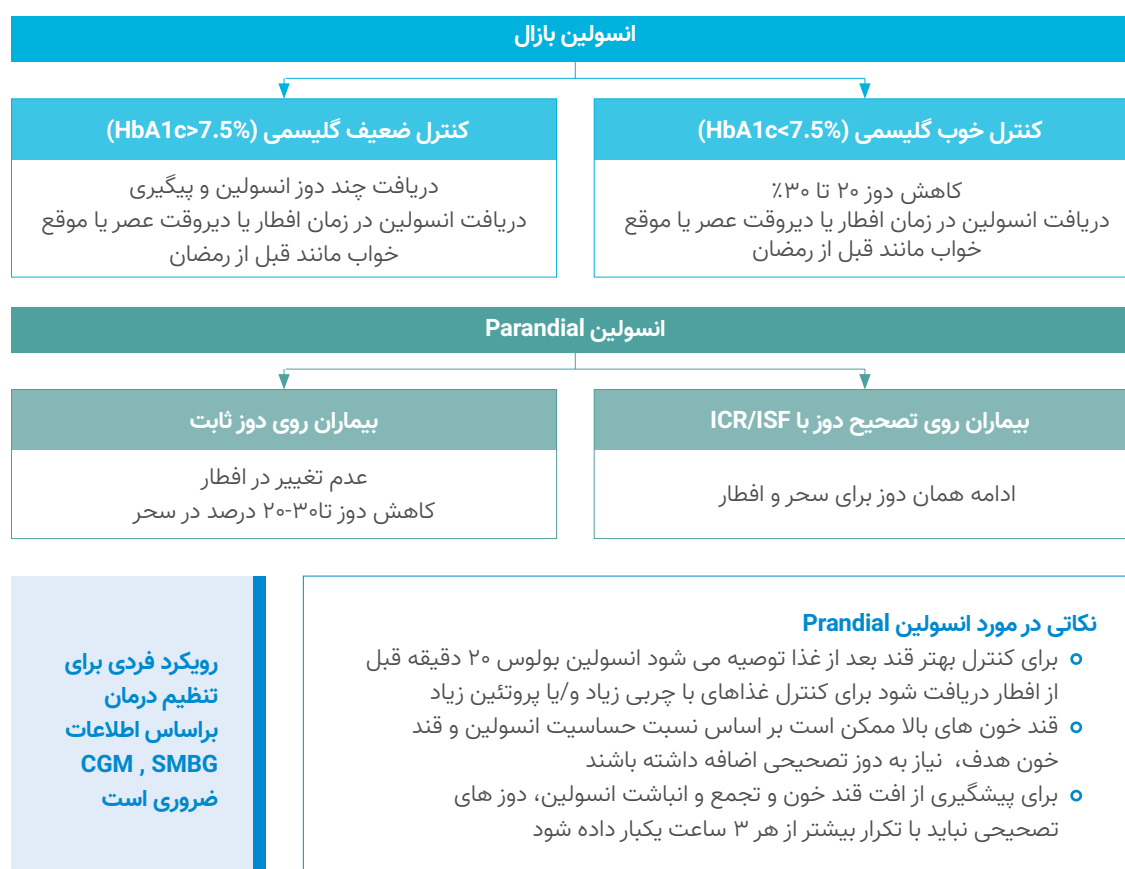 انسولین بازال
کنترل خوب گلیسمی (HbA1c<7.5%)
کاهش دوز ۲۰ تا ۳۰٪
دریافت انسولین در زمان افطار یا دیروقت عصر یا موقع
خواب مانند قبل از رمضان
کنترل ضعیف گلیسمی (HbA1c>7.5%)
دریافت چند دوز انسولین و پیگیری
دریافت انسولین در زمان افطار یا دیروقت عصر یا موقع
خواب مانند قبل از رمضان
انسولین Parandial
بیماران روی تصحیح دوز با ICR/ISF
ادامه همان دوز برای سحر و افطار
بیماران روی دوز ثابت
عدم تغییر در افطار
کاهش دوز تا۳۰-۲۰ درصد در سحر
نکاتی در مورد انسولین Prandial
برای کنترل بهتر قند بعد از غذا توصیه می شود انسولین بولوس ۲۰ دقیقه قبل
از افطار دریافت شود برای کنترل غذاهای با چربی زیاد و/یا پروتئین زیاد
قند خون های بالا ممکن است بر اساس نسبت حساسیت انسولین و قند
خون هدف، نیاز به دوز تصحیحی اضافه داشته باشند
برای پیشگیری از افت قند خون و تجمع و انباشت انسولین، دوز های
تصحیحی نباید با تکرار بیشتر از هر ۳ ساعت یکبار داده شود
رویکرد فردی برای
تنظیم درمان
براساس اطلاعات
CGM , SMBG
ضروری است